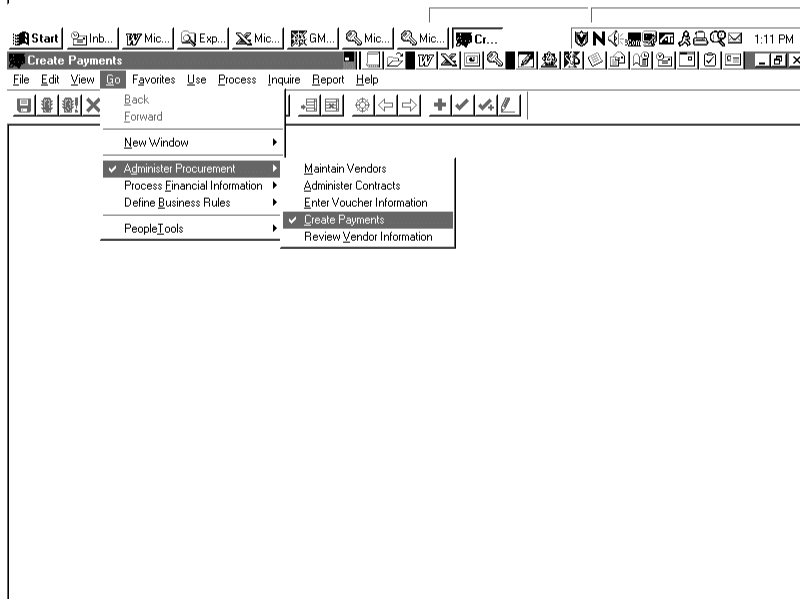 Start Inb... Mic... Exp... Mic... GM... Mic... Mic... Cr... 1:11 PM
Create Payments
File Edit View Go Favorites Use Process Inquire Report Help
Back
Forward
New Window
Administer Procurement Maintain Vendors
Process Financial Information Administer Contracts
Define Business Rules Enter Voucher Information
Create Payments
PeopleTools Review Vendor Information